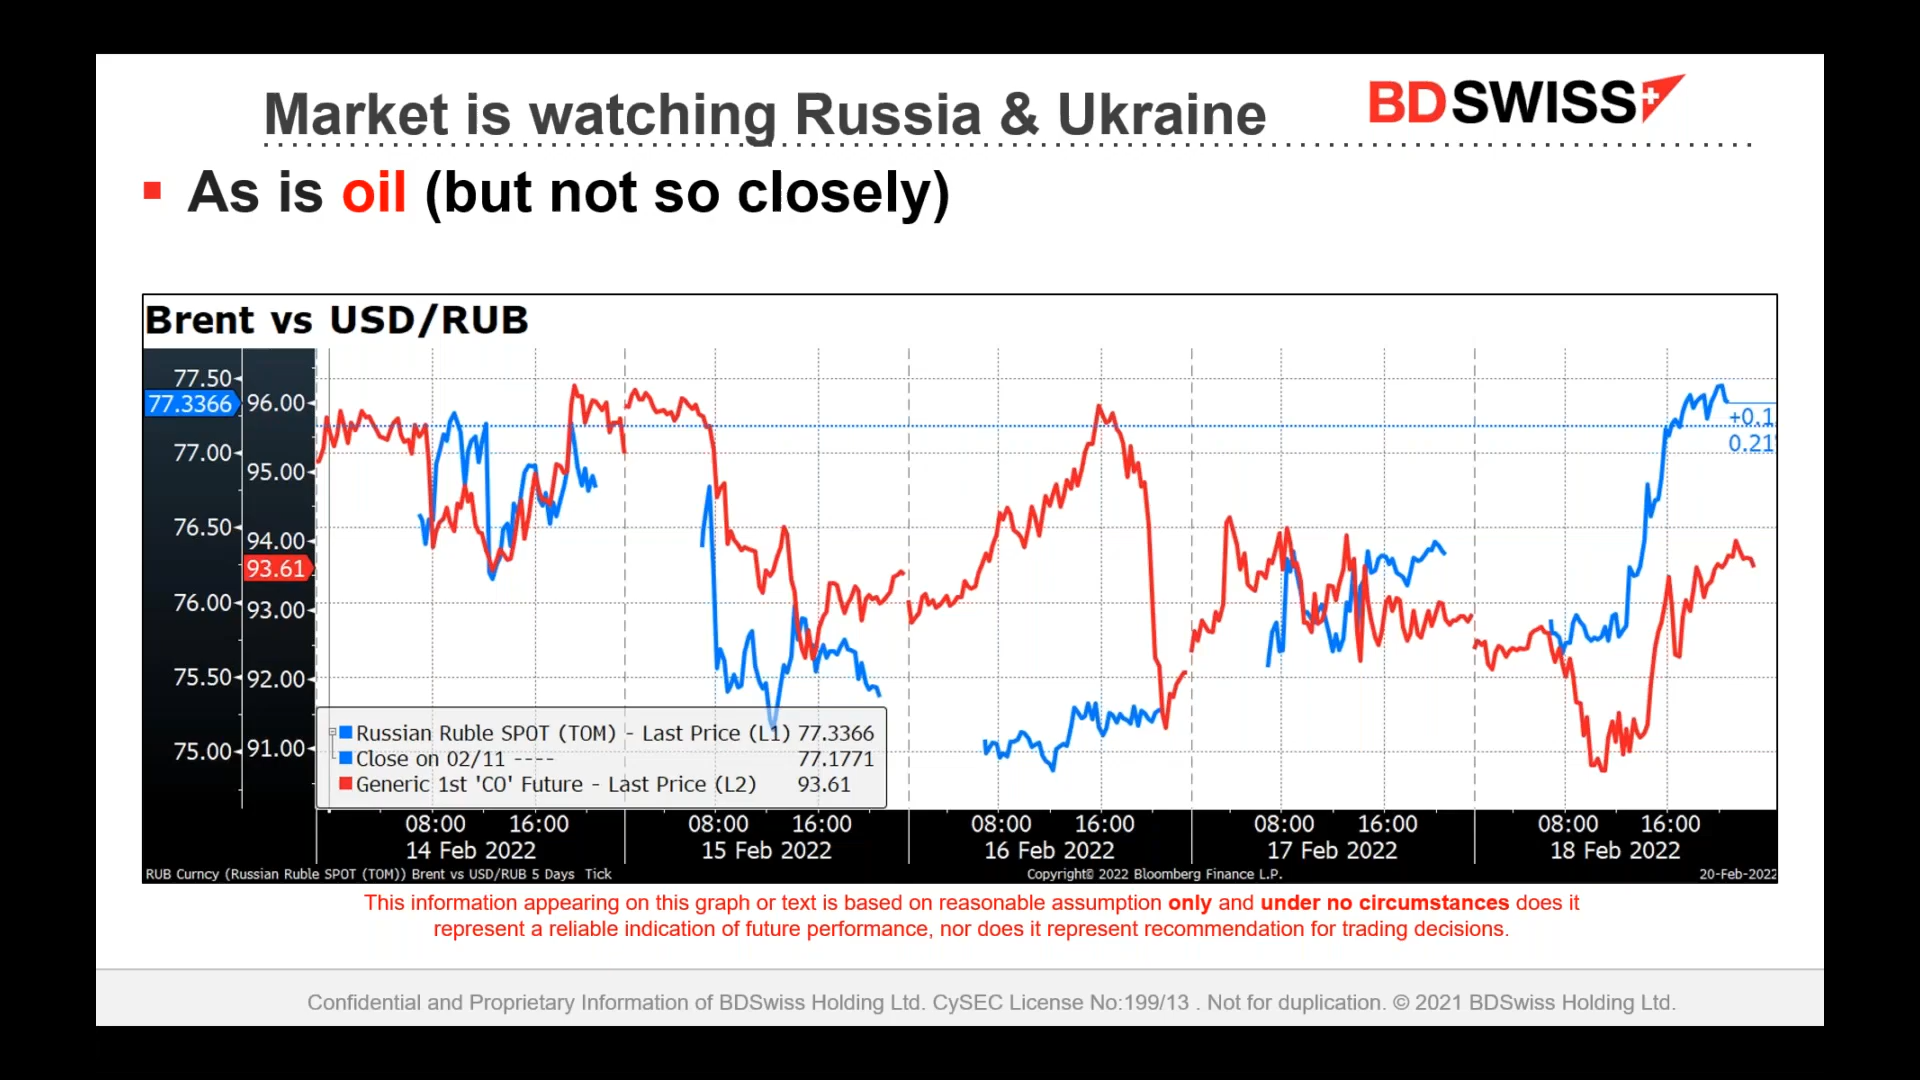 Market is watching Russia & Ukraine
BDSWISS
As is oil (but not so closely)
Brent vs USD/RUB
77.50
77.3366
96.00
77.00
95.00
76.50
94.00
93.61
76.00
93.00
75.50
92.00
75.00
91.00
+0.1
0.21
Russian Ruble SPOT (TOM) - Last Price (L1) 77.3366
Close on 02/11 ---- 77.1771
Generic 1st 'CO' Future - Last Price (L2) 93.61
08:00 16:00 08:00 16:00 08:00 16:00 08:00 16:00 08:00 16:00
14 Feb 2022 15 Feb 2022 16 Feb 2022 17 Feb 2022 18 Feb 2022
RUB Curncy (Russian Ruble SPOT (TOM)) Brent vs USD/RUB 5 Days Tick Copyright© 2022 Bloomberg Finance L.P. 20-Feb-2022
This information appearing on this graph or text is based on reasonable assumption only and under no circumstances does it
represent a reliable indication of future performance, nor does it represent recommendation for trading decisions.
Confidential and Proprietary Information of BDSwiss Holding Ltd. CySEC License No:199/13 . Not for duplication. © 2021 BDSwiss Holding Ltd.